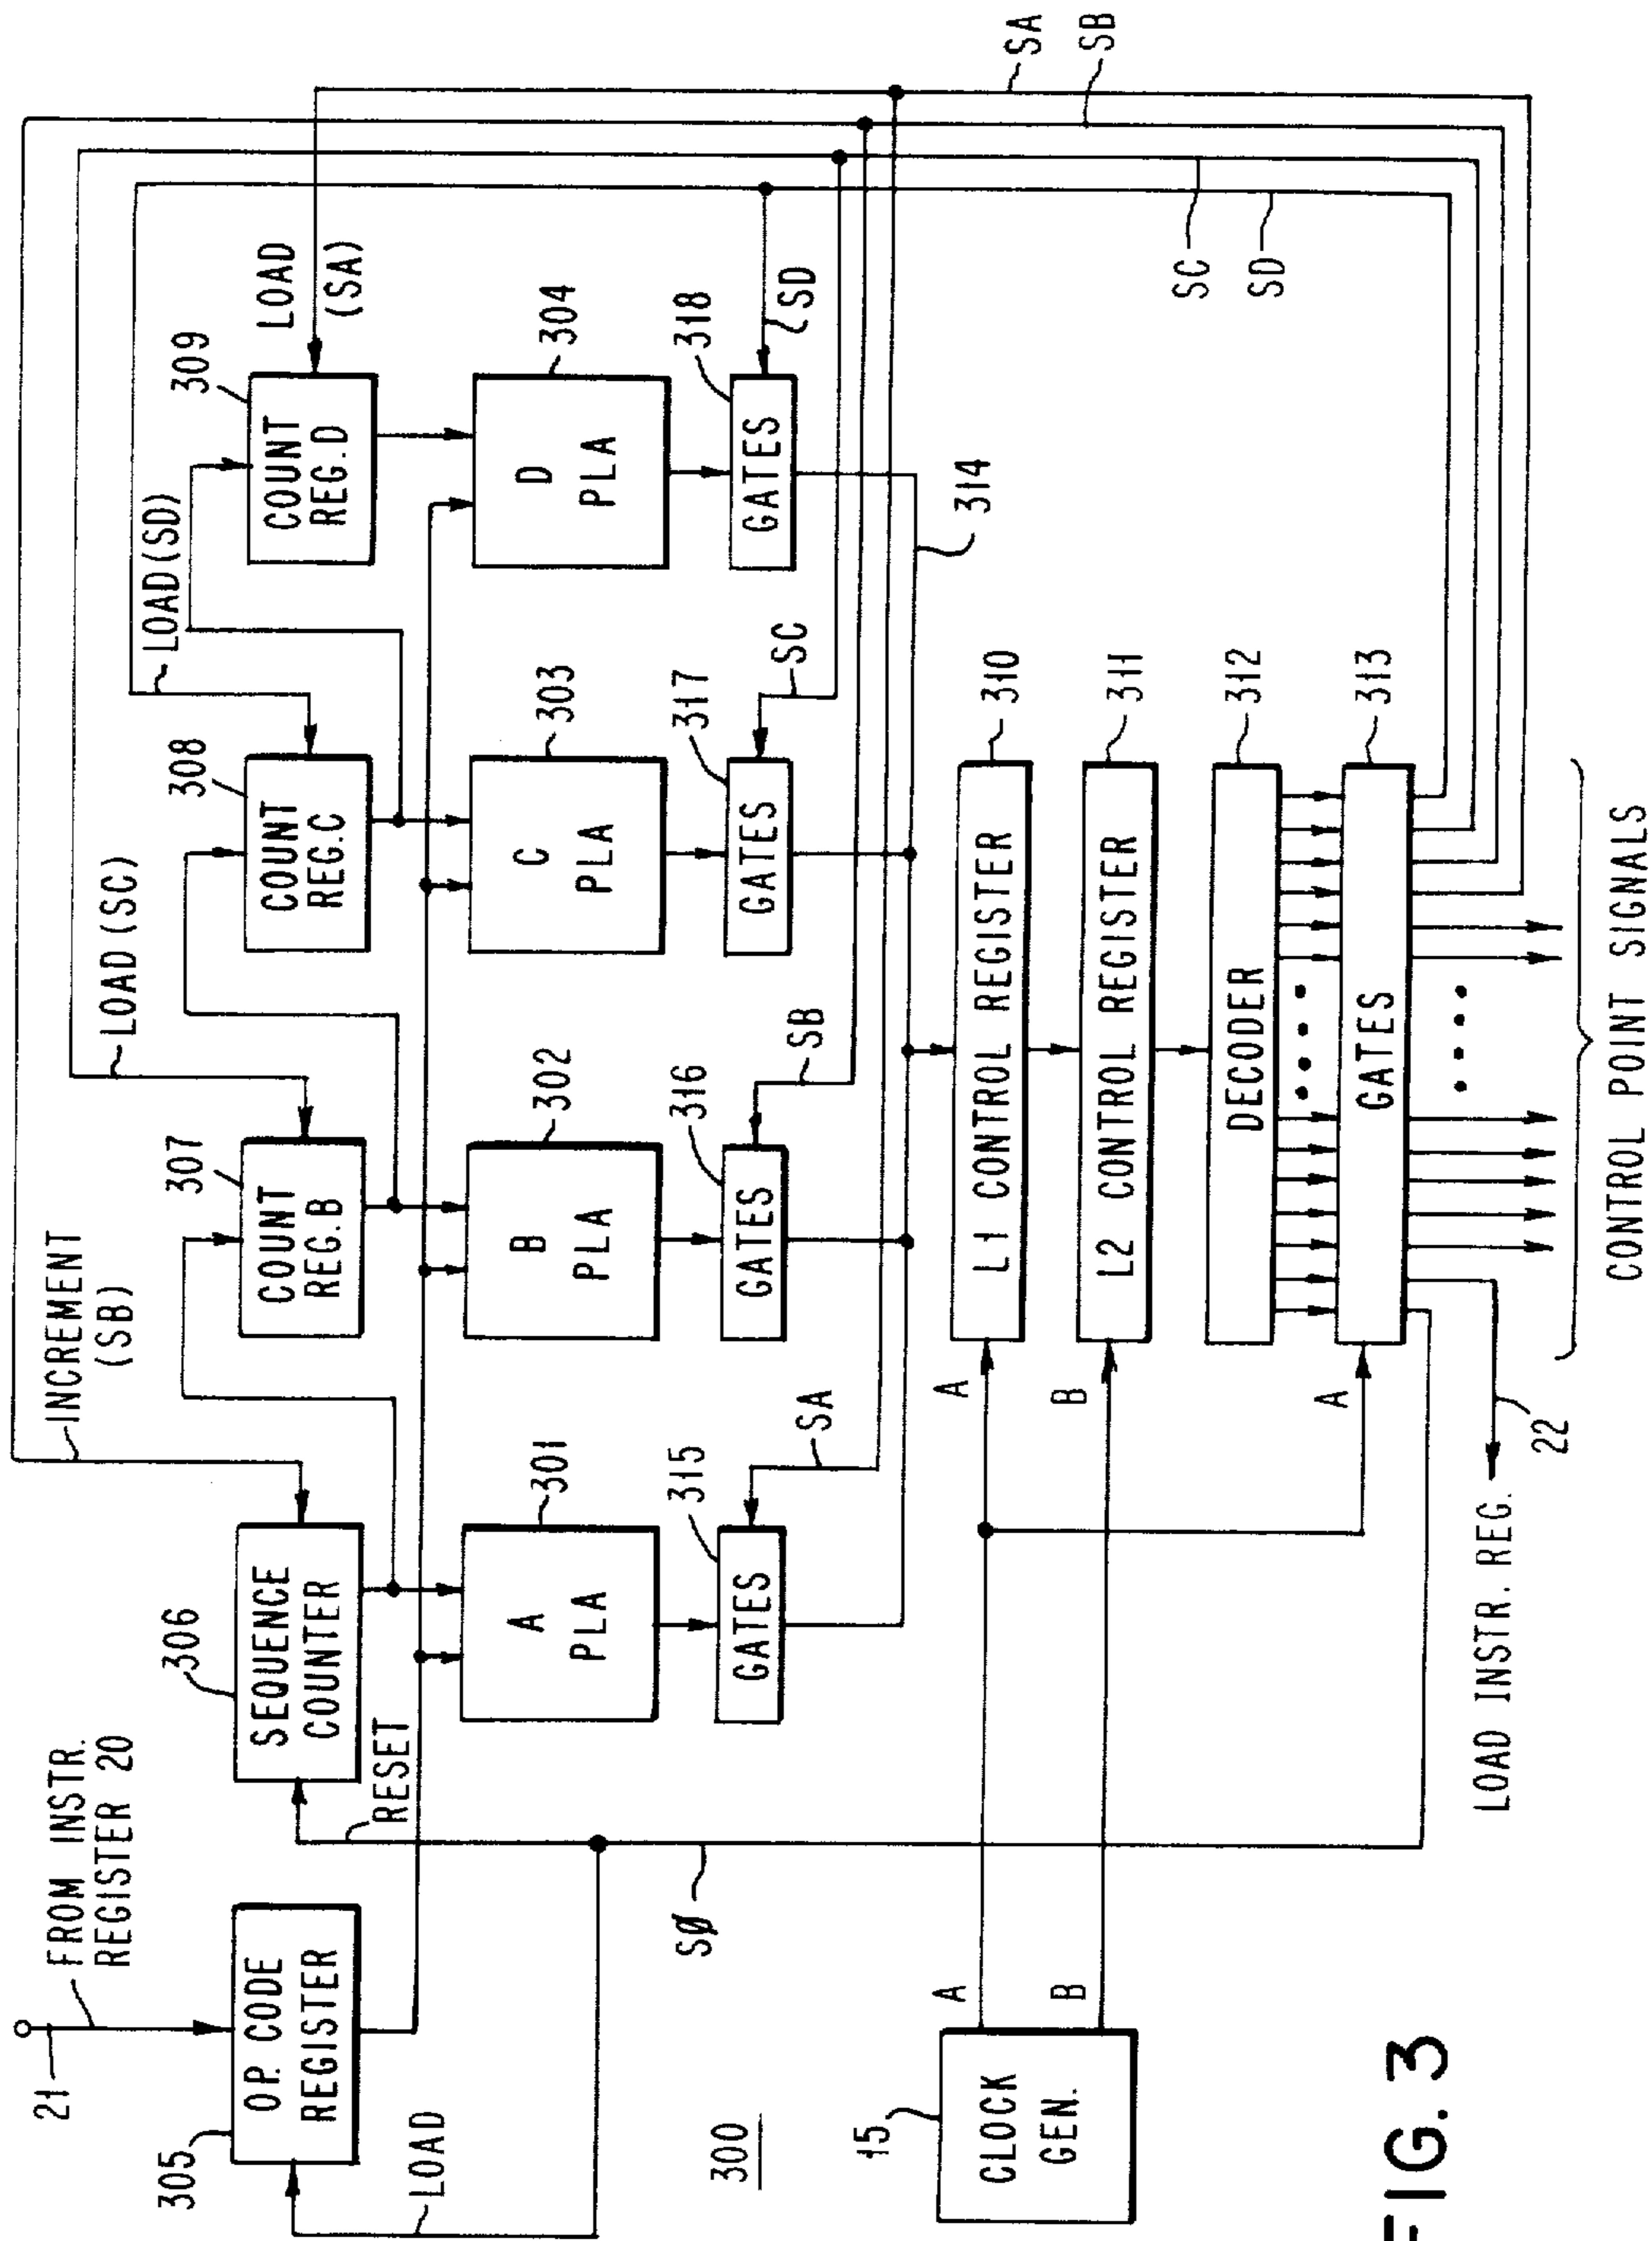 21
FROM INSTR.
REGISTER 20
305
OP. CODE
REGISTER
LOAD
306
SEQUENCE
COUNTER
RESET
INCREMENT
(SB)
307
COUNT
REG.B
LOAD (SC)
308
COUNT
REG.C
LOAD (SD)
309
COUNT
REG.D
LOAD
(SA)
301
A
PLA
302
B
PLA
303
C
PLA
304
D
PLA
315
GATES
SA
316
GATES
SB
317
GATES
SC
318
GATES
SD
314
SA
SB
SC
SD
300
SØ
15
CLOCK
GEN.
A
B
A
B
A
L1 CONTROL REGISTER
310
L2 CONTROL REGISTER
311
DECODER
312
GATES
313
LOAD INSTR. REG.
22
CONTROL POINT SIGNALS
FIG. 3